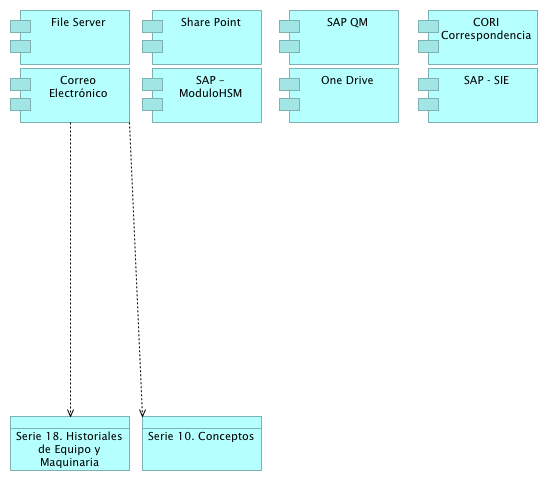 File Server
Share Point
SAP QM
CORI
Correspondencia
Correo
Electrónico
SAP –
ModuloHSM
One Drive
SAP - SIE
Serie 18. Historiales
de Equipo y
Maquinaria
Serie 10. Conceptos